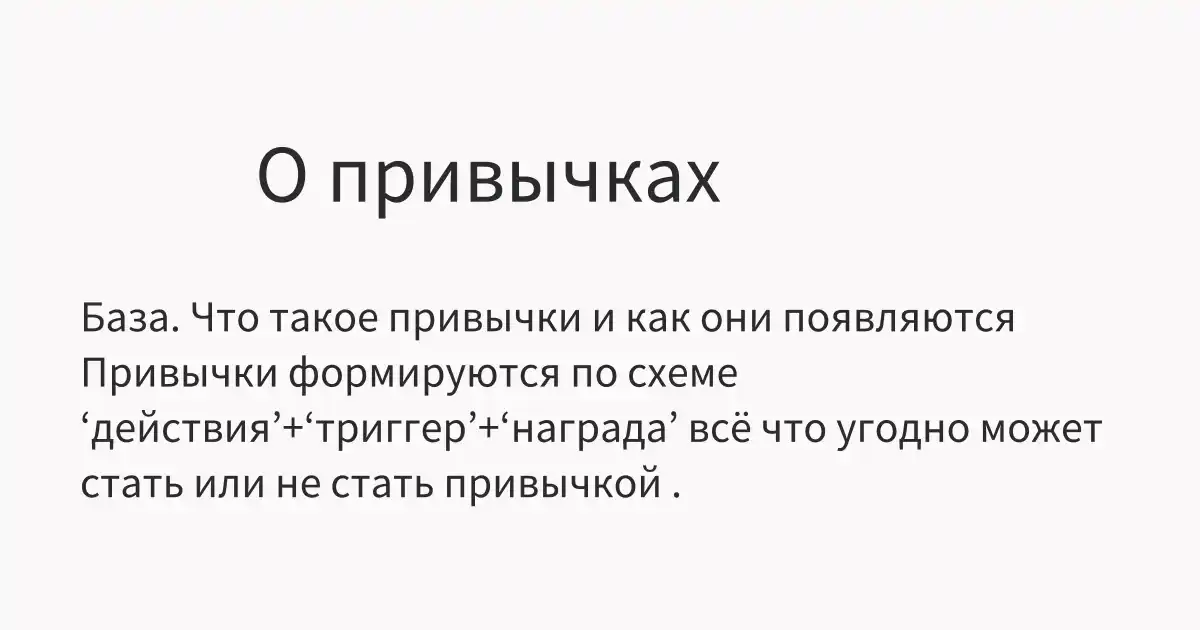 О привычках
База. Что такое привычки и как они появляются
Привычки формируются по схеме
‘действия’+‘триггер’+‘награда’ всё что угодно может
стать или не стать привычкой .